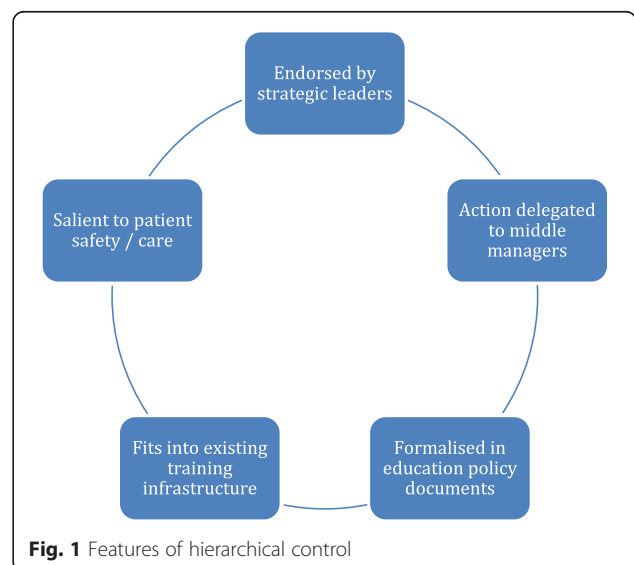 Endorsed by
strategic leaders
Action delegated
to middle
managers
Formalised in
education policy
documents
Fits into existing
training
infrastructure
Salient to patient
safety / care
Fig. 1 Features of hierarchical control